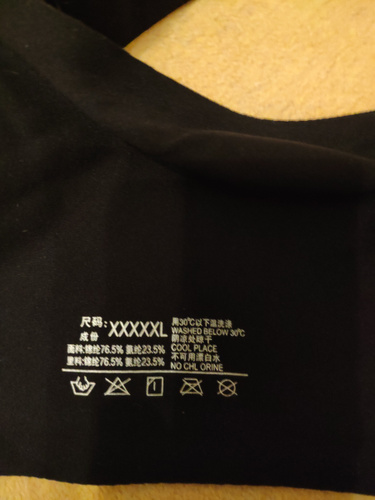 尺码: XXXXXL
成份
面料:锦纶76.5% 氨纶23.5%
里料:锦纶76.5% 氨纶23.5%
用30℃以下温洗涤
WASHED BELOW 30℃
阴凉处晾干
COOL PLACE
不可用漂白水
NO CHL ORINE